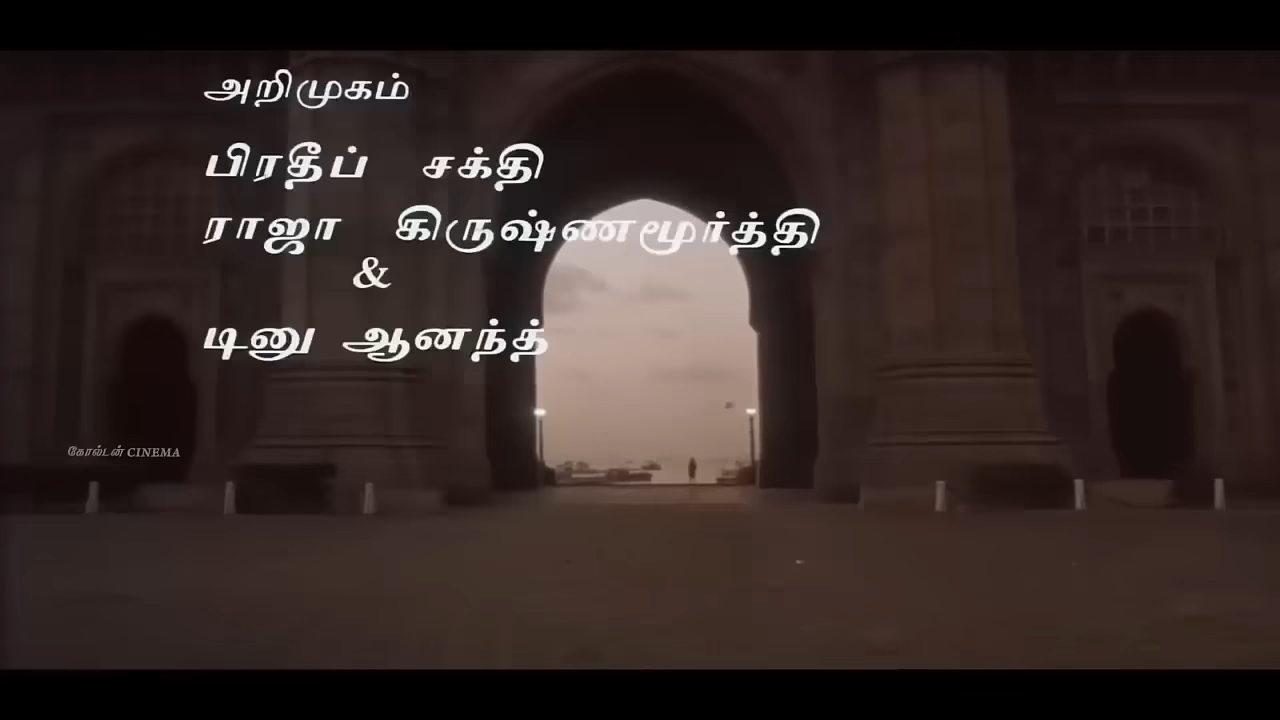 அறிமுகம்
பிரதீப் சக்தி
ராஜா கிருஷ்ணமூர்த்தி
&
டினு ஆனந்த்
கோல்டன் CINEMA